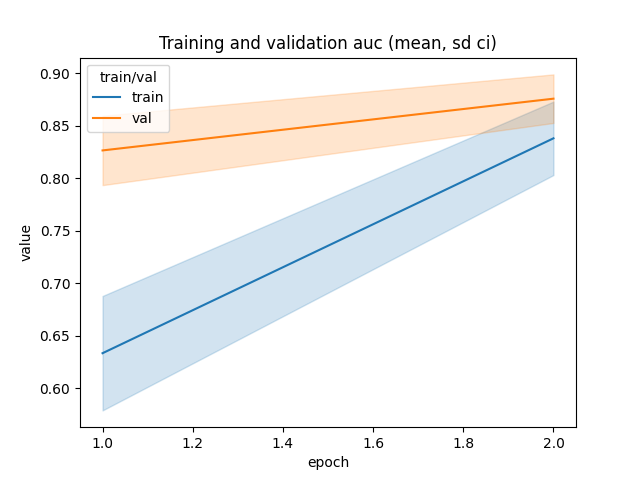 Training and validation auc (mean, sd ci)
train/val
train
val
value
0.90
0.85
0.80
0.75
0.70
0.65
0.60
1.0
1.2
1.4
1.6
1.8
2.0
epoch